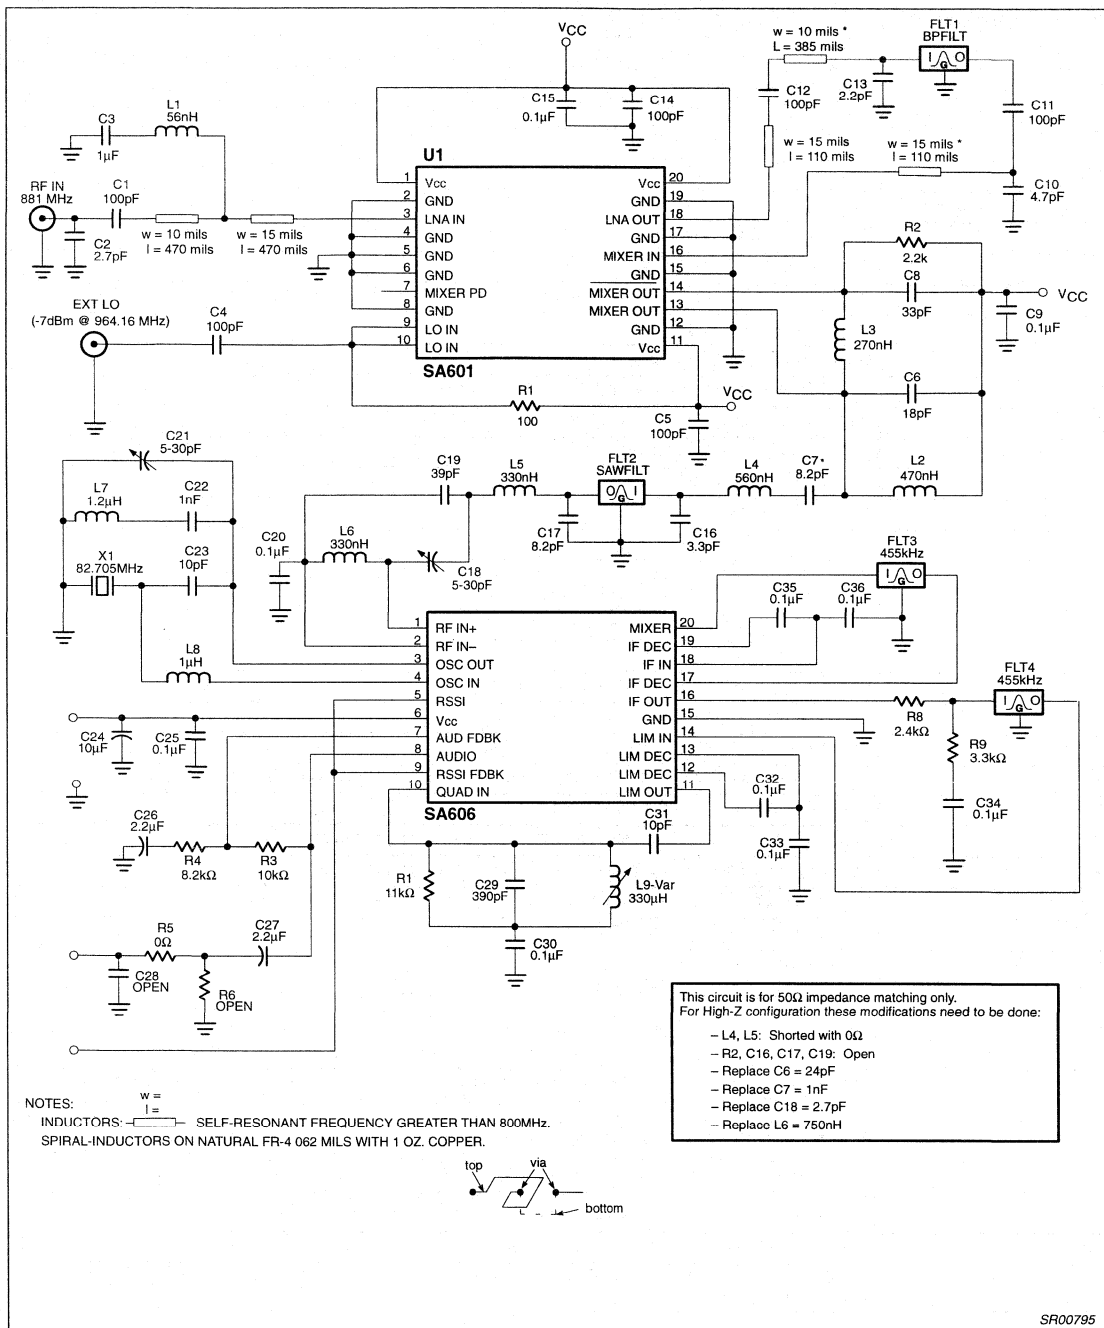 VCC
w = 10 mils *
L = 385 mils
FLT1
BPFILT
I G O
C13
2.2pF
C12
100pF
C15
0.1µF
C14
100pF
C11
100pF
L1
56nH
C3
1µF
w = 15 mils
l = 110 mils
w = 15 mils *
l = 110 mils
C10
4.7pF
RF IN
881 MHz
C1
100pF
C2
2.7pF
w = 10 mils
l = 470 mils
w = 15 mils
l = 470 mils
U1
1 Vcc
2 GND
3 LNA IN
4 GND
5 GND
6 GND
7 MIXER PD
8 GND
9 LO IN
10 LO IN
Vcc 20
GND 19
LNA OUT 18
GND 17
MIXER IN 16
GND 15
MIXER OUT 14
MIXER OUT 13
GND 12
Vcc 11
SA601
R2
2.2k
C8
33pF
VCC
C9
0.1µF
L3
270nH
C6
18pF
EXT LO
(-7dBm @ 964.16 MHz)
C4
100pF
R1
100
VCC
C5
100pF
C21
5-30pF
C19
39pF
L5
330nH
FLT2
SAWFILT
O G I
L4
560nH
C7*
8.2pF
L2
470nH
L7
1.2µH
C22
1nF
C17
8.2pF
C16
3.3pF
C20
0.1µF
L6
330nH
C18
5-30pF
X1
82.705MHz
C23
10pF
FLT3
455kHz
I G O
C35
0.1µF
C36
0.1µF
L8
1µH
1 RF IN+
2 RF IN–
3 OSC OUT
4 OSC IN
5 RSSI
6 Vcc
7 AUD FDBK
8 AUDIO
9 RSSI FDBK
10 QUAD IN
MIXER 20
IF DEC 19
IF IN 18
IF DEC 17
IF OUT 16
GND 15
LIM IN 14
LIM DEC 13
LIM DEC 12
LIM OUT 11
SA606
FLT4
455kHz
I G O
R8
2.4kΩ
R9
3.3kΩ
C34
0.1µF
C24
10µF
C25
0.1µF
C32
0.1µF
C33
0.1µF
C31
10pF
C26
2.2µF
R4
8.2kΩ
R3
10kΩ
R1
11kΩ
C29
390pF
L9-Var
330µH
C30
0.1µF
R5
0Ω
C27
2.2µF
C28
OPEN
R6
OPEN
This circuit is for 50Ω impedance matching only.
For High-Z configuration these modifications need to be done:
– L4, L5: Shorted with 0Ω
– R2, C16, C17, C19: Open
– Replace C6 = 24pF
– Replace C7 = 1nF
– Replace C18 = 2.7pF
– Replace L6 = 750nH
NOTES:
w =
l =
INDUCTORS: SELF-RESONANT FREQUENCY GREATER THAN 800MHz.
SPIRAL-INDUCTORS ON NATURAL FR-4 062 MILS WITH 1 OZ. COPPER.
top
via
bottom
SR00795